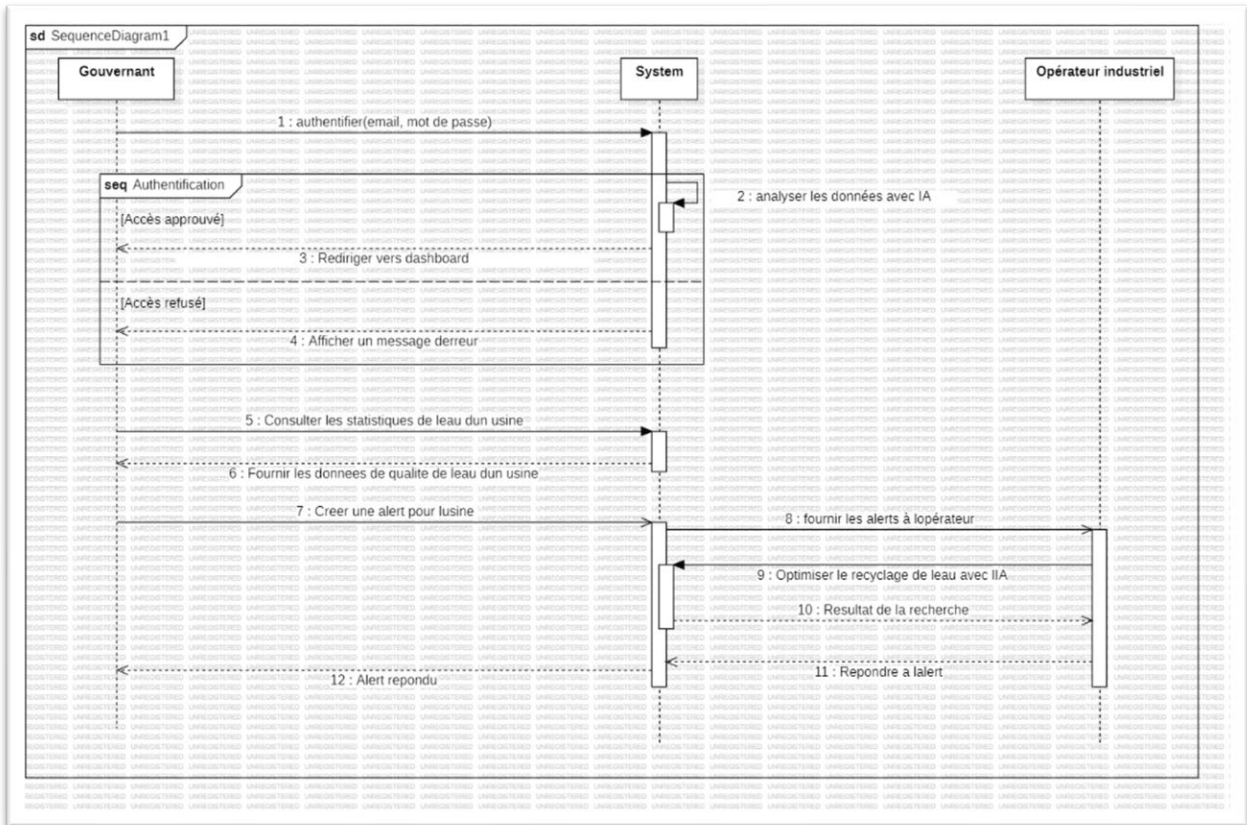 sd SequenceDiagram1
Gouvernant
System
Opérateur industriel
1 : authentifier(email, mot de passe)
seq Authentification
2 : analyser les données avec IA
[Accès approuvé]
3 : Rediriger vers dashboard
[Accès refusé]
4 : Afficher un message derreur
5 : Consulter les statistiques de leau dun usine
6 : Fournir les donnees de qualite de leau dun usine
7 : Creer une alert pour lusine
8 : fournir les alerts à lopérateur
9 : Optimiser le recyclage de leau avec lIA
10 : Resultat de la recherche
11 : Repondre a lalert
12 : Alert repondu
UNREGISTERED